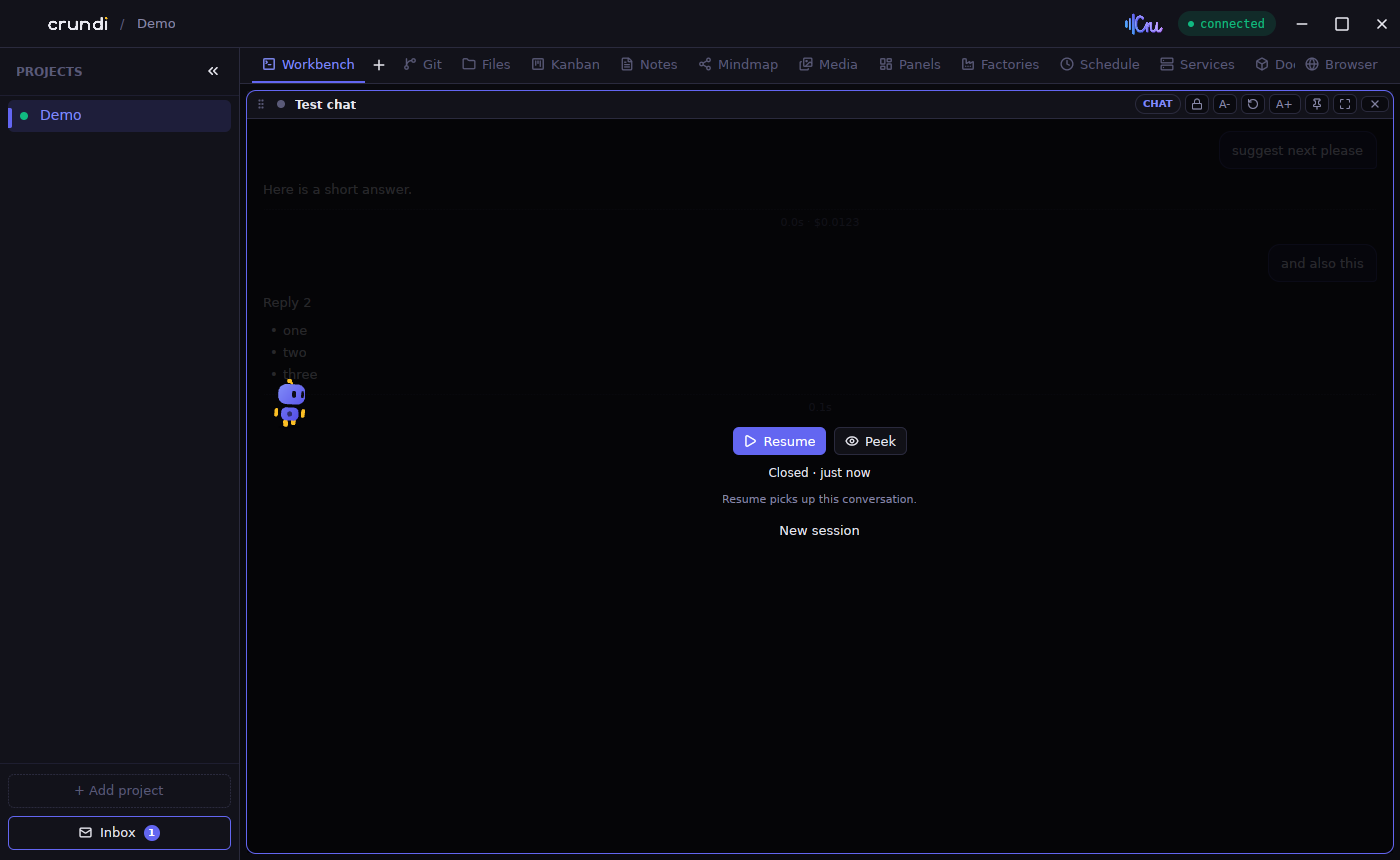 crundi / Demo
Cru
connected
PROJECTS
Workbench + Git Files Kanban Notes Mindmap Media Panels Factories Schedule Services Doc Browser
Demo
Test chat
CHAT A- A+
suggest next please
Here is a short answer.
0.0s · $0.0123
and also this
Reply 2
• one
• two
• three
0.1s
Resume Peek
Closed · just now
Resume picks up this conversation.
New session
+ Add project
Inbox 1